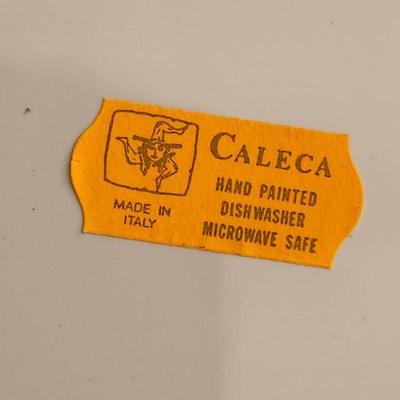 CALECA
HAND PAINTED
DISHWASHER
MICROWAVE SAFE
MADE IN
ITALY